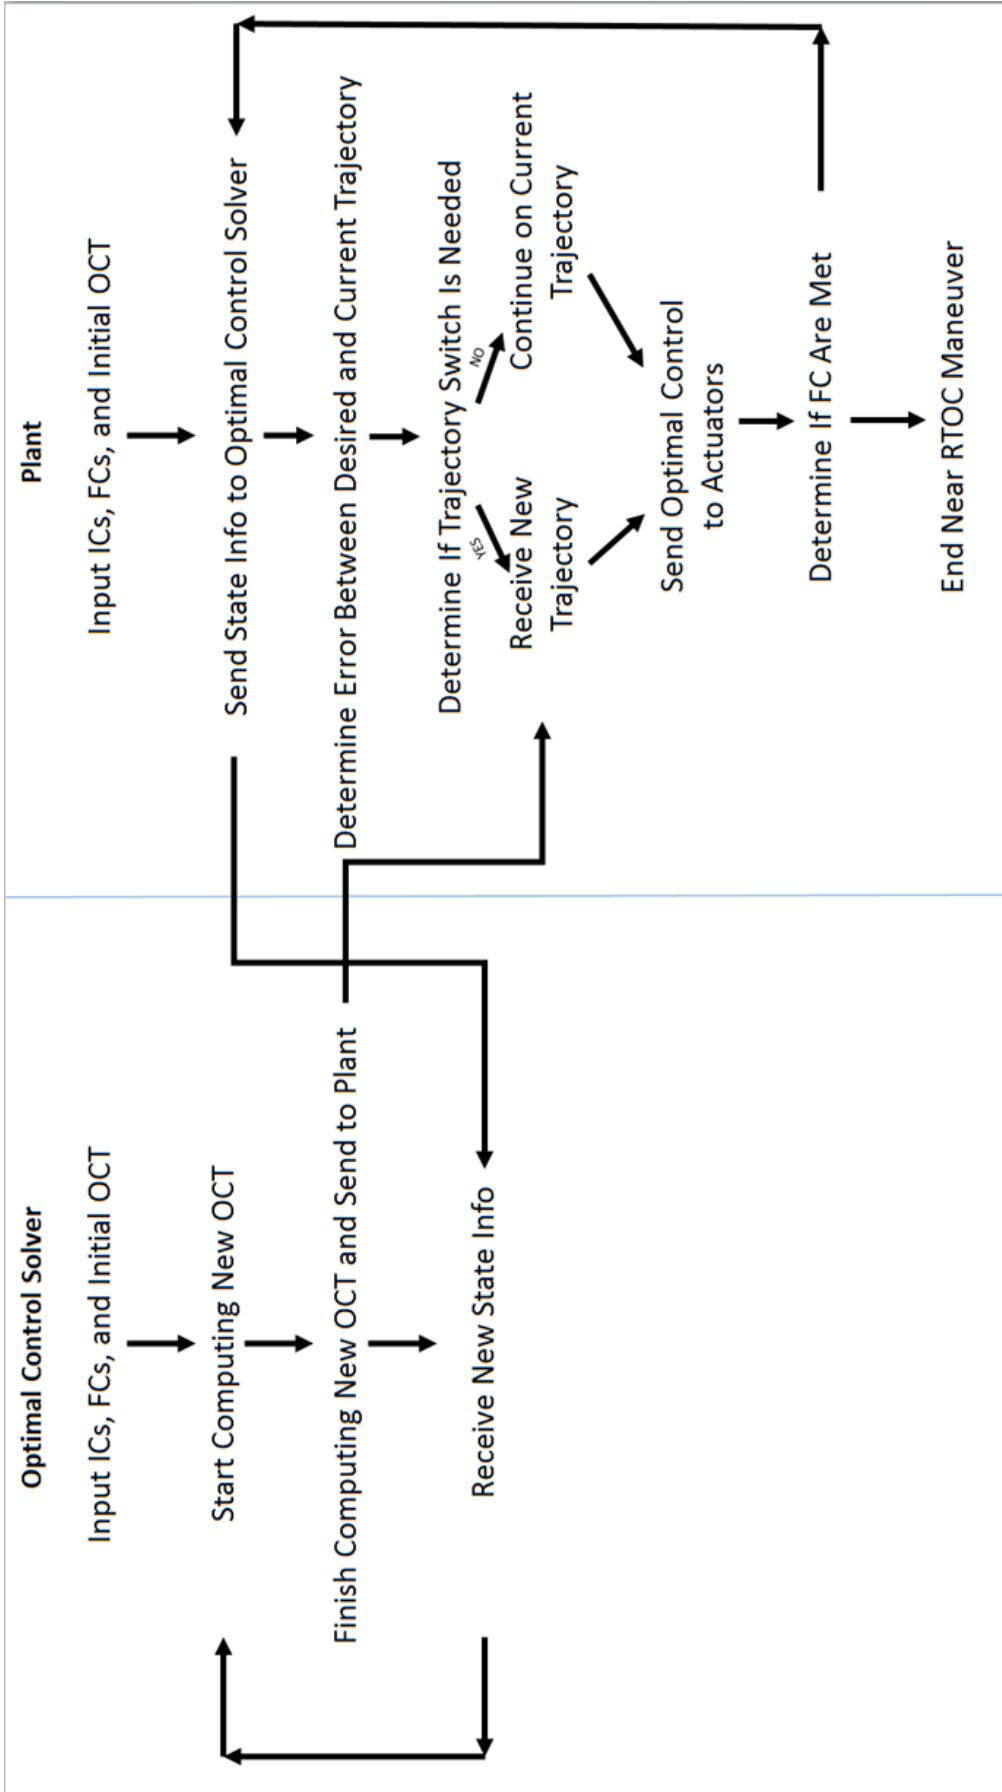 Optimal Control Solver
Input ICs, FCs, and Initial OCT
Start Computing New OCT
Finish Computing New OCT and Send to Plant
Receive New State Info
Plant
Input ICs, FCs, and Initial OCT
Send State Info to Optimal Control Solver
Determine Error Between Desired and Current Trajectory
Determine If Trajectory Switch Is Needed
YES
NO
Receive New
Trajectory
Continue on Current
Trajectory
Send Optimal Control
to Actuators
Determine If FC Are Met
End Near RTOC Maneuver